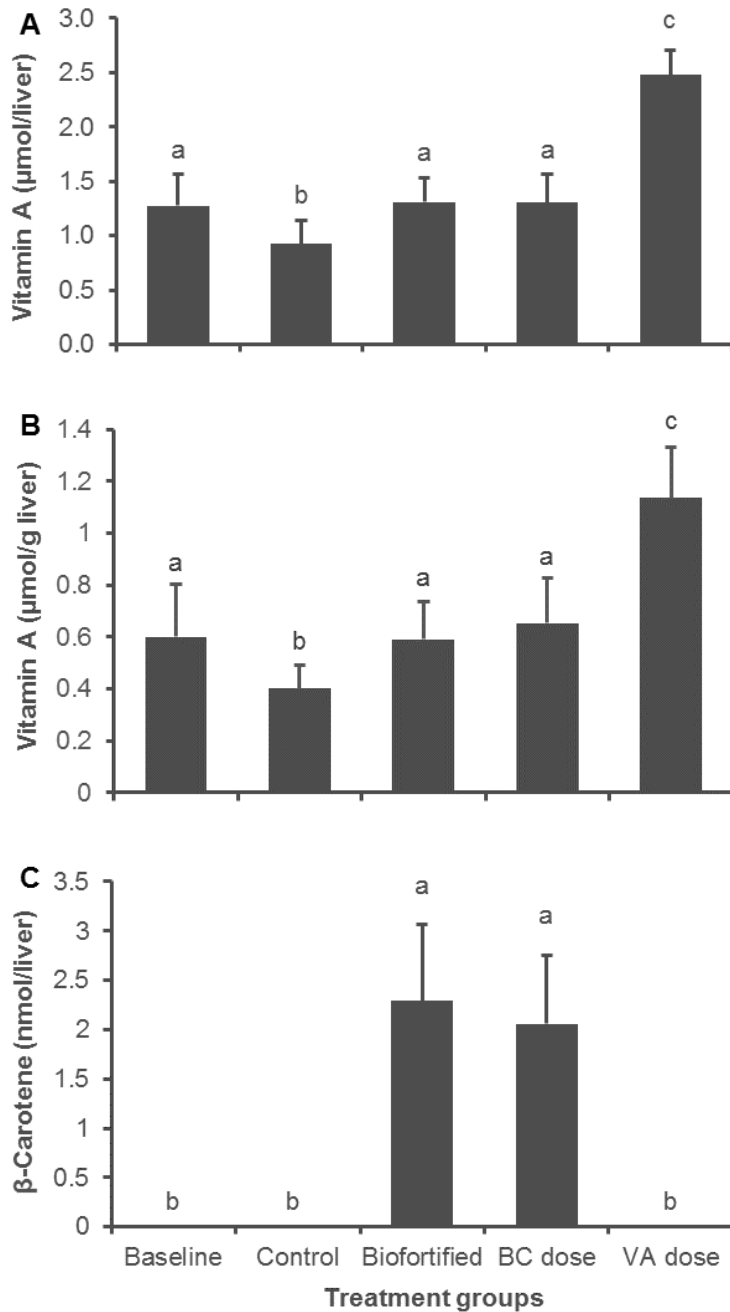 A
Vitamin A (µmol/liver)
3.0
2.5
2.0
1.5
1.0
0.5
0.0
a
b
a
a
c
B
Vitamin A (µmol/g liver)
1.4
1.2
1
0.8
0.6
0.4
0.2
0
a
b
a
a
c
C
β-Carotene (nmol/liver)
3.5
3
2.5
2
1.5
1
0.5
0
b
b
a
a
b
Baseline Control Biofortified BC dose VA dose
Treatment groups